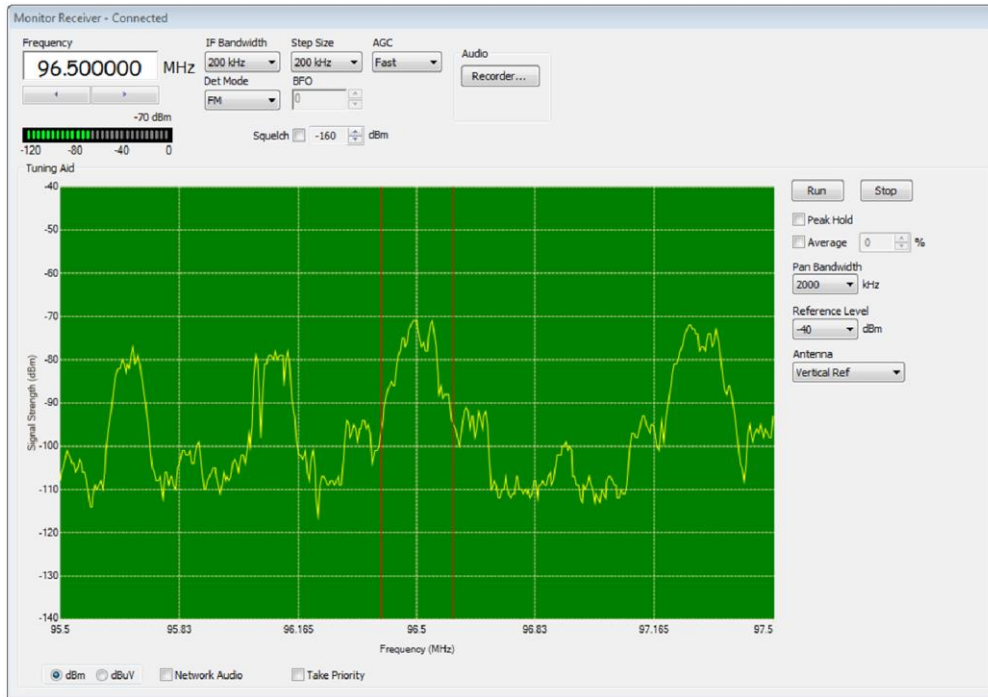 Monitor Receiver - Connected
Frequency
96.500000 MHz
IF Bandwidth Step Size AGC
200 kHz 200 kHz Fast
Det Mode BFO
FM 0
Audio
Recorder...
-70 dBm
Squelch -160 dBm
-120 -80 -40 0
Tuning Aid
Signal Strength (dBm)
-40
-50
-60
-70
-80
-90
-100
-110
-120
-130
-140
95.5 95.83 96.165 96.5 96.83 97.165 97.5
Frequency (MHz)
Run Stop
Peak Hold
Average 0 %
Pan Bandwidth
2000 kHz
Reference Level
-40 dBm
Antenna
Vertical Ref
dBm dBuV Network Audio Take Priority